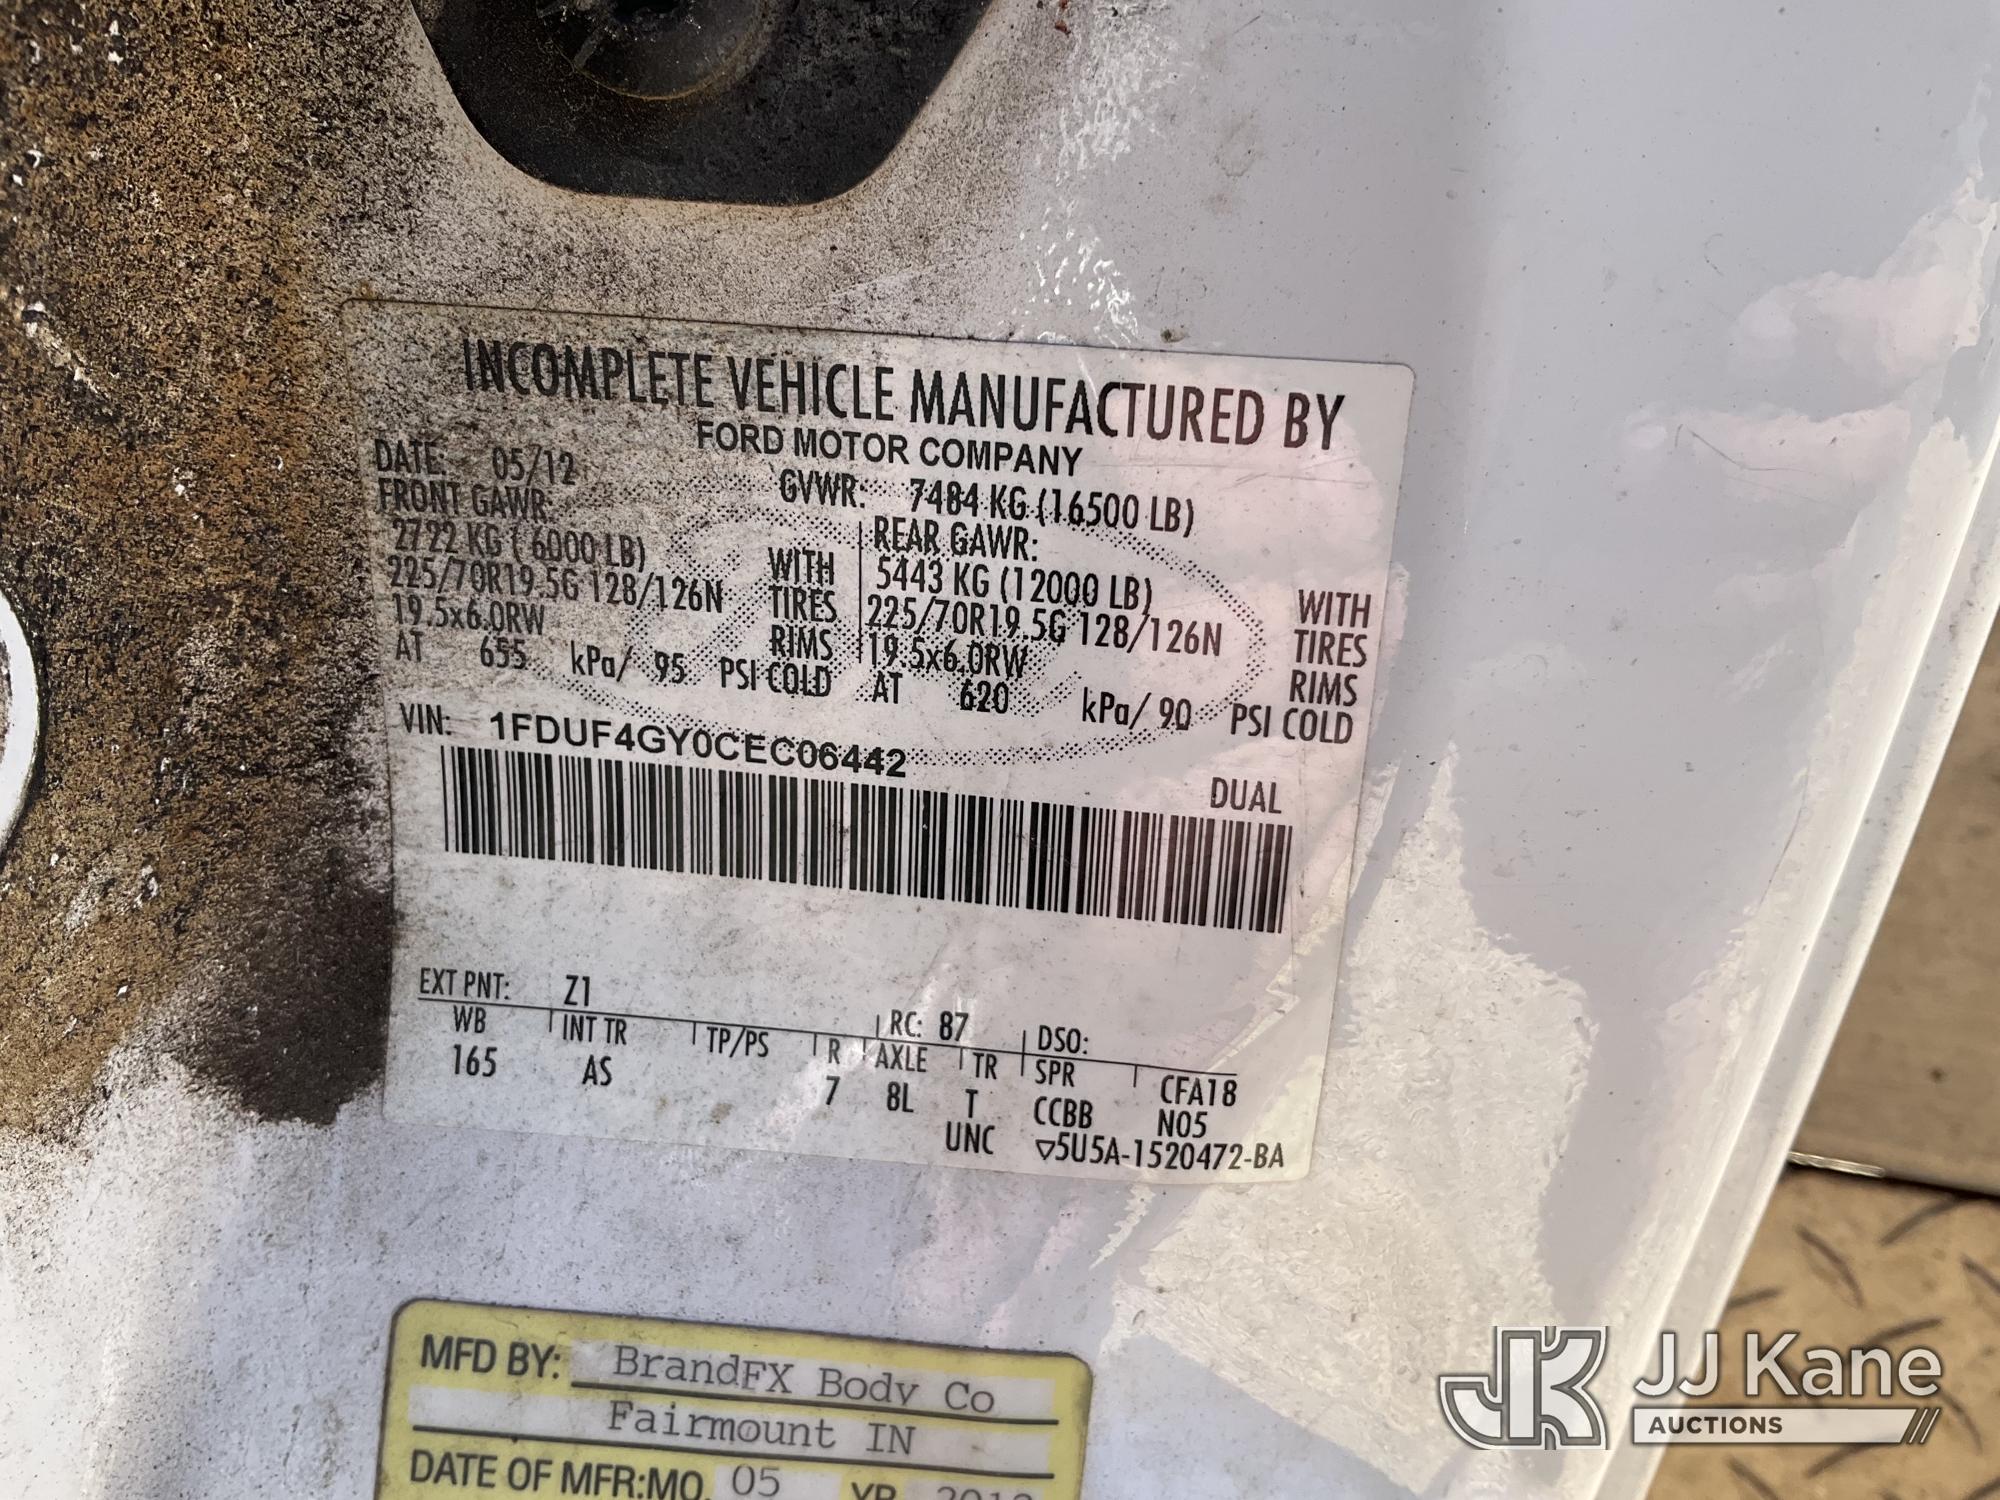 INCOMPLETE VEHICLE MANUFACTURED BY
FORD MOTOR COMPANY
DATE: 05/12 GVWR: 7484 KG (16500 LB)
FRONT GAWR: REAR GAWR:
2722 KG ( 6000 LB) WITH 5443 KG (12000 LB) WITH
225/70R19.5G 128/126N TIRES 225/70R19.5G 128/126N TIRES
19.5x6.0RW RIMS 19.5x6.0RW RIMS
AT 655 kPa/ 95 PSI COLD AT 620 kPa/ 90 PSI COLD
VIN: 1FDUF4GY0CEC06442
DUAL
EXT PNT: Z1 RC: 87 DSO:
WB INT TR TP/PS R AXLE TR SPR CFA18
165 AS 7 8L T CCBB N05
UNC ▽5U5A-1520472-BA
MFD BY: BrandFX Body Co
Fairmount IN
DATE OF MFR:MO. 05 YR 2012
JK JJ Kane
AUCTIONS